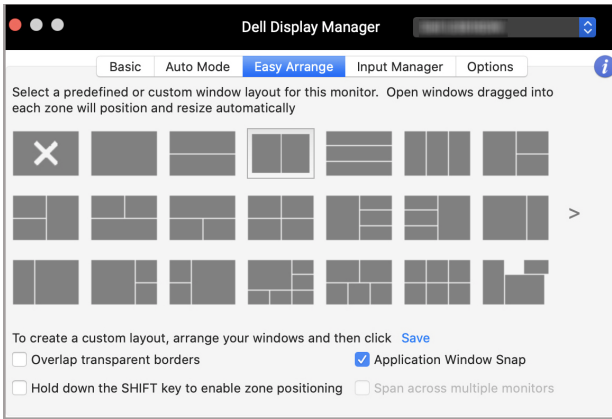 Dell Display Manager
Basic Auto Mode Easy Arrange Input Manager Options i
Select a predefined or custom window layout for this monitor. Open windows dragged into
each zone will position and resize automatically
>
To create a custom layout, arrange your windows and then click Save
Overlap transparent borders Application Window Snap
Hold down the SHIFT key to enable zone positioning Span across multiple monitors